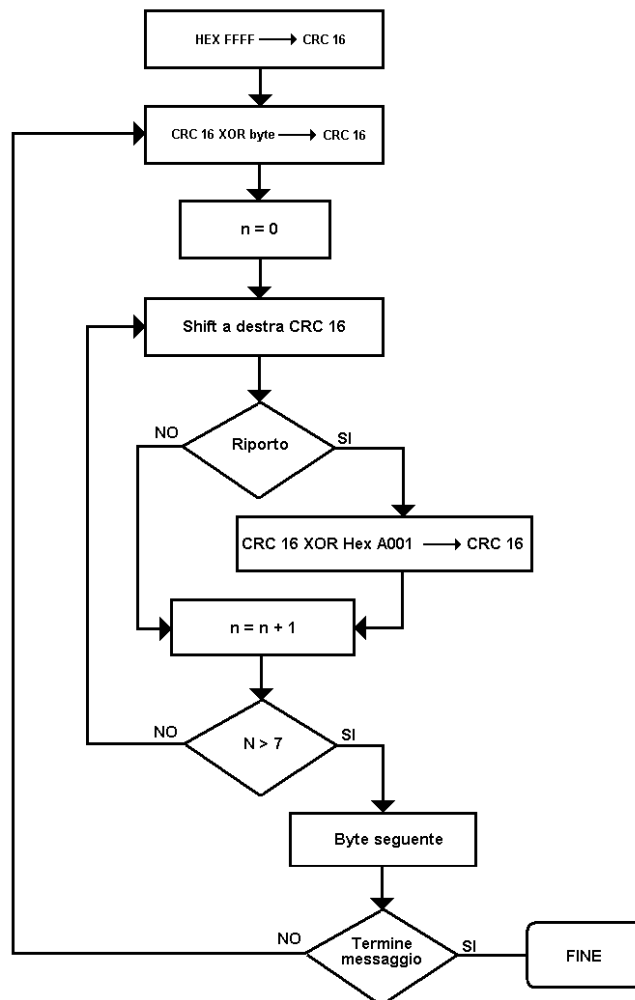 HEX FFFF ⟶ CRC 16
CRC 16 XOR byte ⟶ CRC 16
n = 0
Shift a destra CRC 16
NO
Riporto
SI
CRC 16 XOR Hex A001 ⟶ CRC 16
n = n + 1
NO
N > 7
SI
Byte seguente
NO
Termine
messaggio
SI
FINE